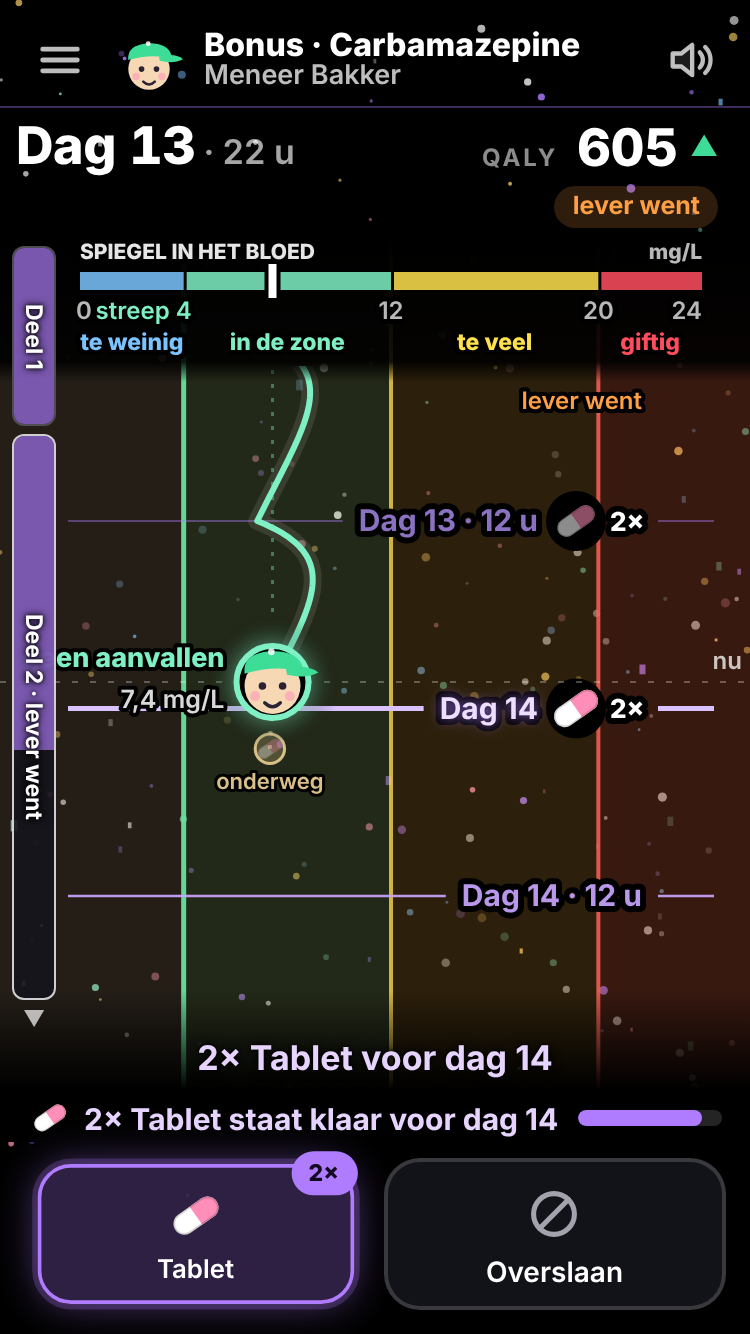 Bonus · Carbamazepine
Meneer Bakker
Dag 13 · 22 u
QALY 605
lever went
SPIEGEL IN HET BLOED mg/L
0 streep 4 12 20 24
te weinig in de zone te veel giftig
Deel 1
lever went
Dag 13 · 12 u 2×
Deel 2 · lever went
en aanvallen
nu
7,4 mg/L
Dag 14 2×
onderweg
Dag 14 · 12 u
2× Tablet voor dag 14
2× Tablet staat klaar voor dag 14
2×
Tablet
Overslaan